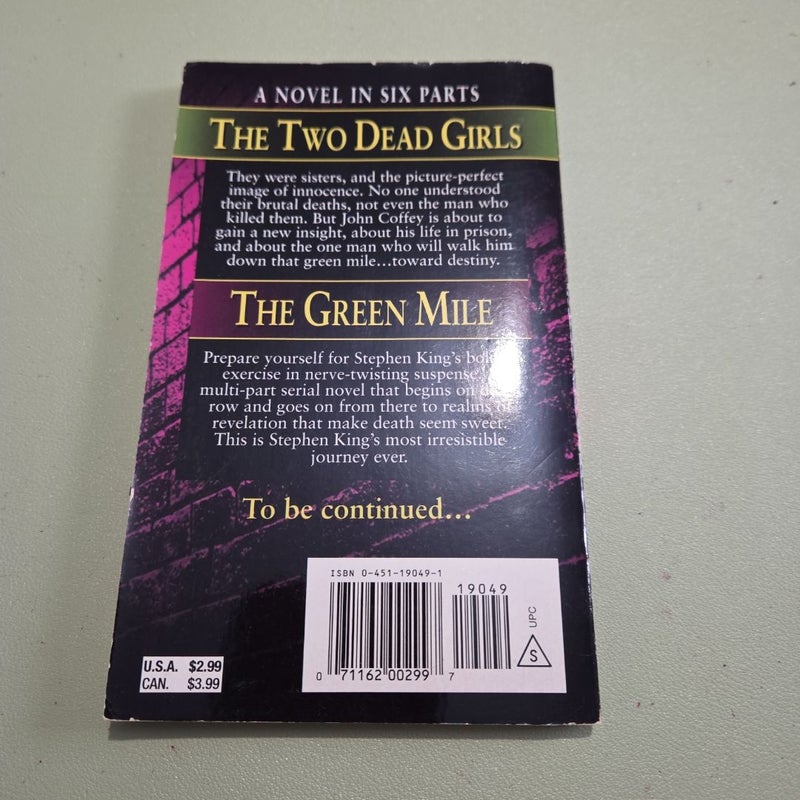 A NOVEL IN SIX PARTS
THE TWO DEAD GIRLS
They were sisters, and the picture-perfect
image of innocence. No one understood
their brutal deaths, not even the man who
killed them. But John Coffey is about to
gain a new insight, about his life in prison,
and about the one man who will walk him
down that green mile...toward destiny.
THE GREEN MILE
Prepare yourself for Stephen King's
exercise in nerve-twisting suspense
multi-part serial novel that begins on
row and goes on from there to realms of
revelation that make death seem sweet.
This is Stephen King's most irresistible
journey ever.
To be continued...
ISBN 0-451-19049-1
19049
UPC
S
0 71162 00299 7
U.S.A. $2.99
CAN. $3.99